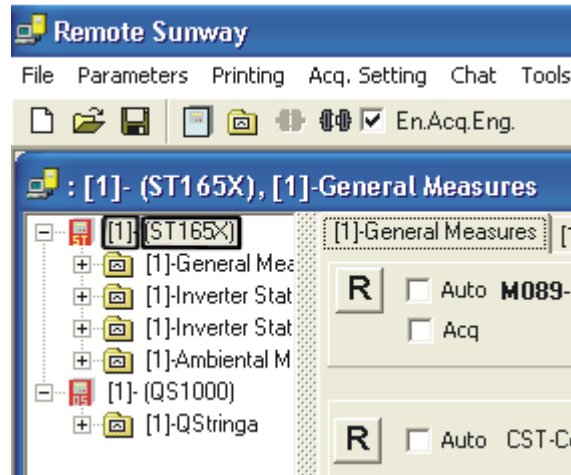 Remote Sunway
File Parameters Printing Acq. Setting Chat Tools
En.Acq.Eng.
: [1]- (ST165X), [1]-General Measures
[1]- (ST165X)
[1]-General Mea
[1]-Inverter Stat
[1]-Inverter Stat
[1]-Ambiental M
[1]- (QS1000)
[1]-QStringa
[1]-General Measures [
R Auto M089-
Acq
R Auto CST-C